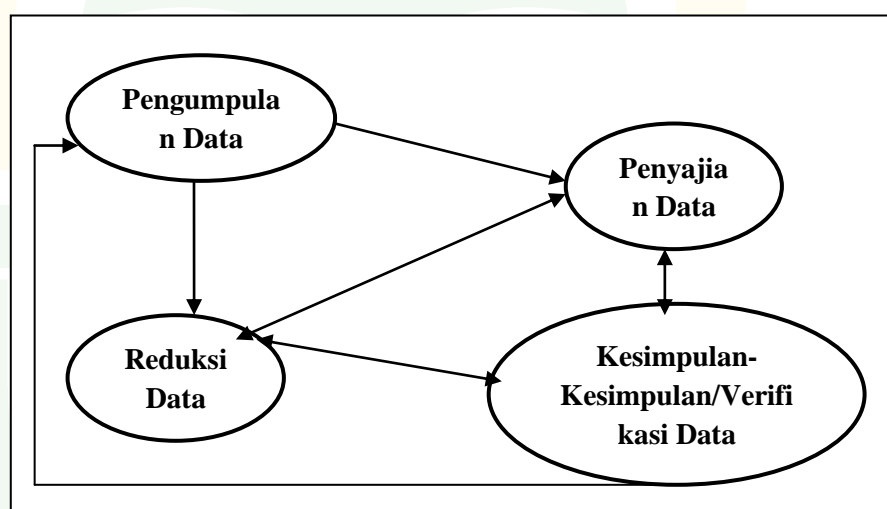 Pengumpula
n Data
Penyajia
n Data
Reduksi
Data
Kesimpulan-
Kesimpulan/Verifi
kasi Data